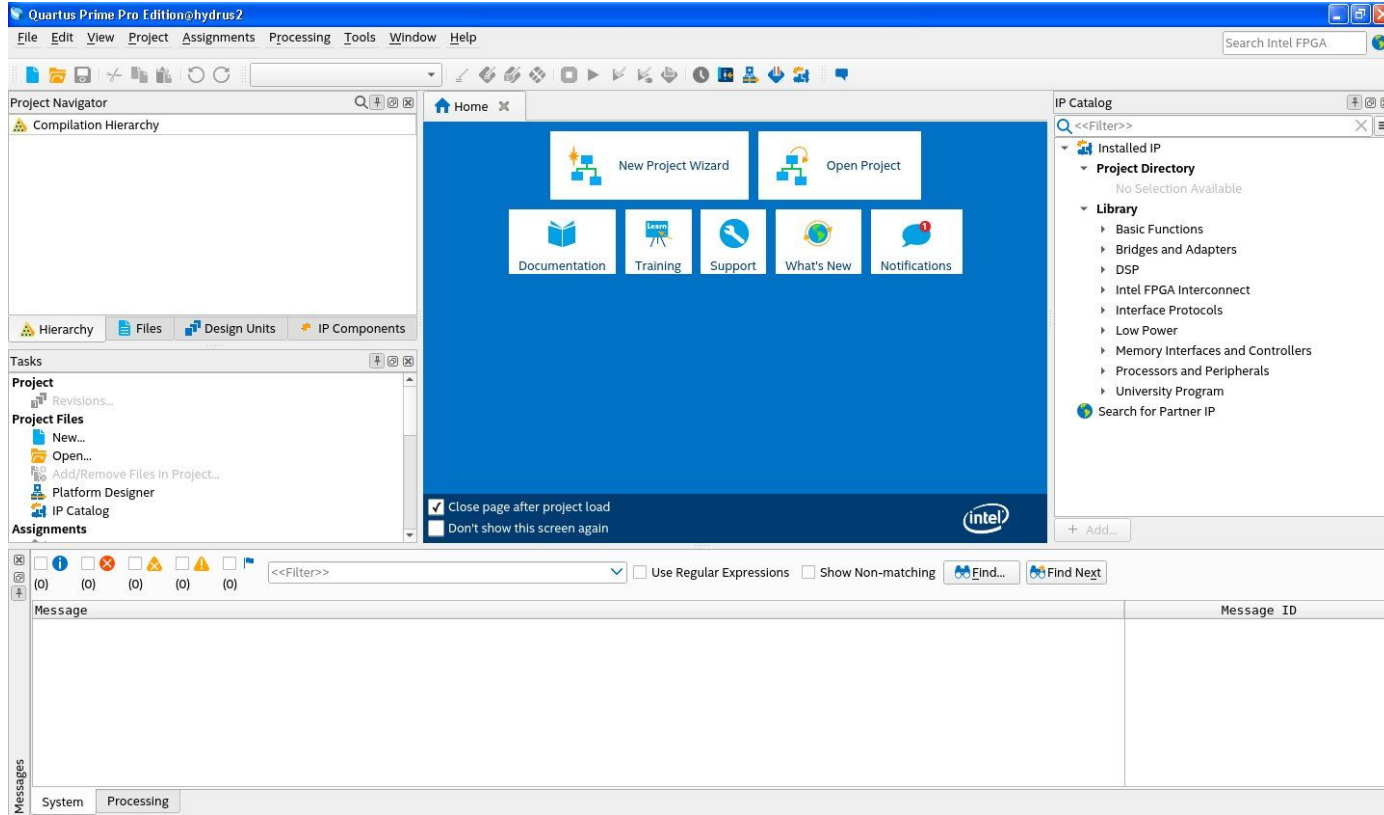 Quartus Prime Pro Edition@hydrus2
File Edit View Project Assignments Processing Tools Window Help
Search Intel FPGA
Project Navigator
Compilation Hierarchy
Hierarchy Files Design Units IP Components
Tasks
Project
Revisions...
Project Files
New...
Open...
Add/Remove Files in Project...
Platform Designer
IP Catalog
Assignments
Home
New Project Wizard
Open Project
Learn
1
Documentation Training Support What's New Notifications
Close page after project load
Don't show this screen again
intel
IP Catalog
<<Filter>>
Installed IP
Project Directory
No Selection Available
Library
Basic Functions
Bridges and Adapters
DSP
Intel FPGA Interconnect
Interface Protocols
Low Power
Memory Interfaces and Controllers
Processors and Peripherals
University Program
Search for Partner IP
+ Add...
<<Filter>> Use Regular Expressions Show Non-matching Find... Find Next
(0) (0) (0) (0) (0)
Message Message ID
Messages
System Processing